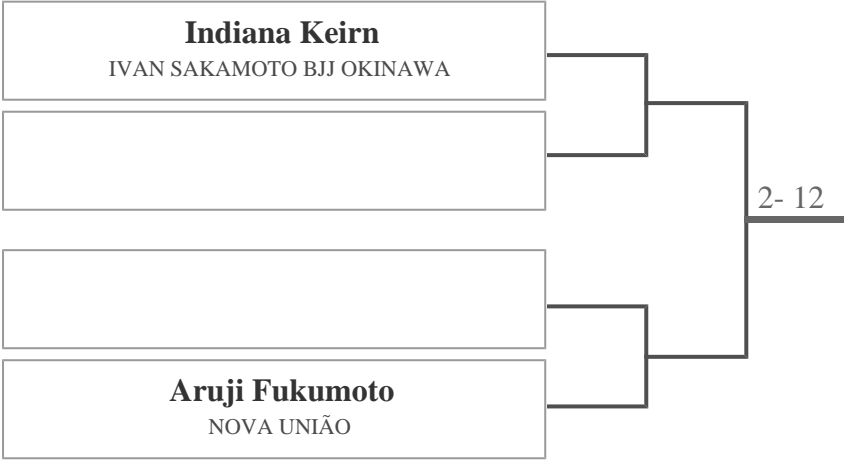 Indiana Keirn
IVAN SAKAMOTO BJJ OKINAWA
2- 12
Aruji Fukumoto
NOVA UNIÃO